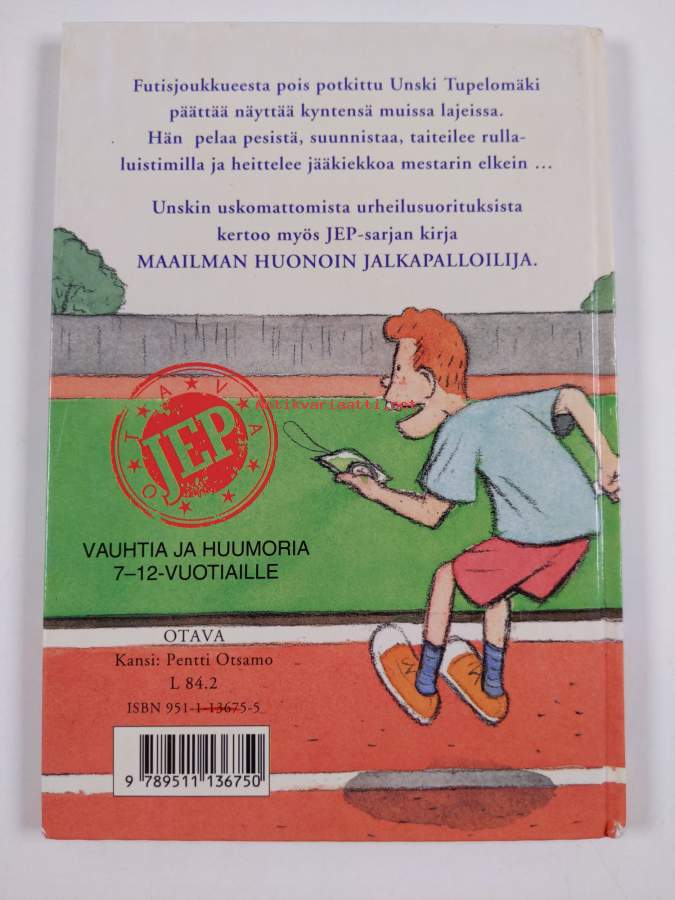 Futisjoukkueesta pois potkittu Unski Tupelomäki
päättää näyttää kyntensä muissa lajeissa.
Hän pelaa pesistä, suunnistaa, taiteilee rulla-
luistimilla ja heittelee jääkiekkoa mestarin elkein ...
Unskin uskomattomista urheilusuorituksista
kertoo myös JEP-sarjan kirja
MAAILMAN HUONOIN JALKAPALLOILIJA.
OTAVA
JEP
Antikvariaatti.net
VAUHTIA JA HUUMORIA
7–12-VUOTIAILLE
OTAVA
Kansi: Pentti Otsamo
L 84.2
ISBN 951-1-13675-5
9 789511 136750